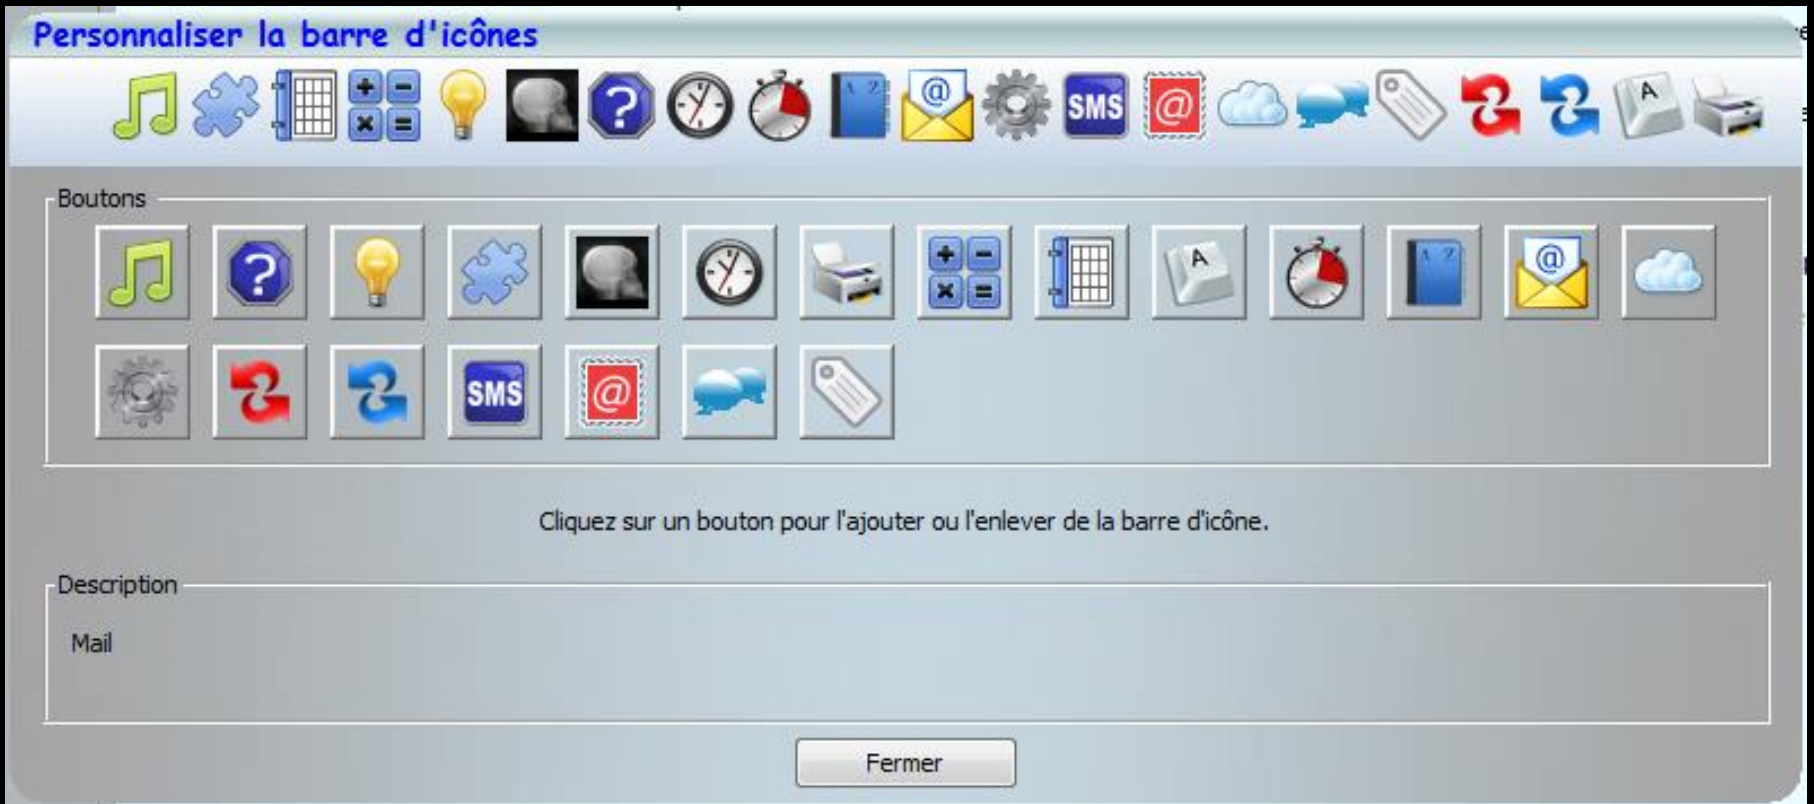 Personnaliser la barre d'icônes
SMS
Boutons
SMS
Cliquez sur un bouton pour l'ajouter ou l'enlever de la barre d'icône.
Description
Mail
Fermer